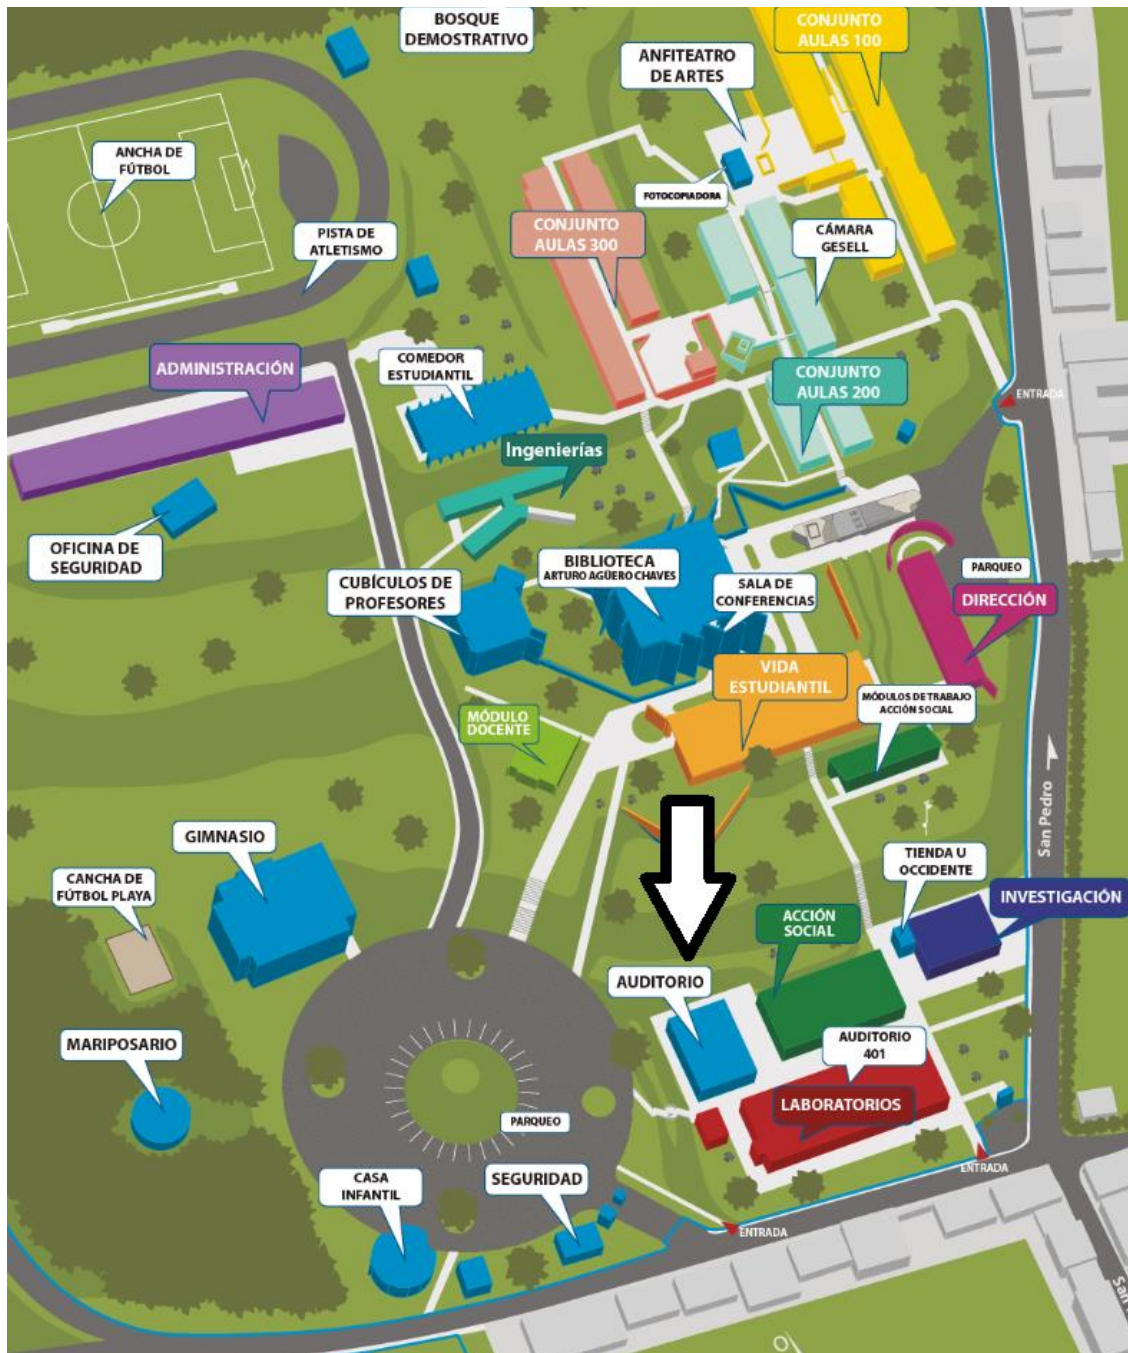 BOSQUE
DEMOSTRATIVO
CONJUNTO
AULAS 100
ANFITEATRO
DE ARTES
ANCHA DE
FÚTBOL
FOTOCOPIADORA
PISTA DE
ATLETISMO
CONJUNTO
AULAS 300
CÁMARA
GESELL
ADMINISTRACIÓN
COMEDOR
ESTUDIANTIL
CONJUNTO
AULAS 200
ENTRADA
Ingenierías
OFICINA DE
SEGURIDAD
BIBLIOTECA
ARTURO AGÜERO CHAVES
CUBÍCULOS DE
PROFESORES
SALA DE
CONFERENCIAS
PARQUEO
DIRECCIÓN
VIDA
ESTUDIANTIL
MÓDULOS DE TRABAJO
ACCIÓN SOCIAL
MÓDULO
DOCENTE
San Pedro
GIMNASIO
TIENDA U
OCCIDENTE
CANCHA DE
FÚTBOL PLAYA
INVESTIGACIÓN
ACCIÓN
SOCIAL
AUDITORIO
AUDITORIO
401
MARIPOSARIO
LABORATORIOS
PARQUEO
ENTRADA
CASA
INFANTIL
SEGURIDAD
ENTRADA
San